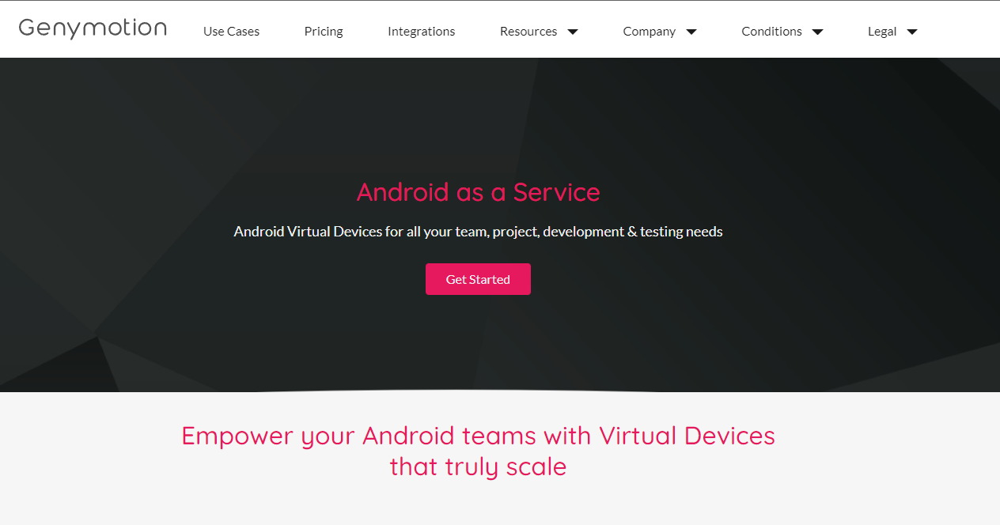 Genymotion Use Cases Pricing Integrations Resources Company Conditions Legal
Android as a Service
Android Virtual Devices for all your team, project, development & testing needs
Get Started
Empower your Android teams with Virtual Devices
that truly scale